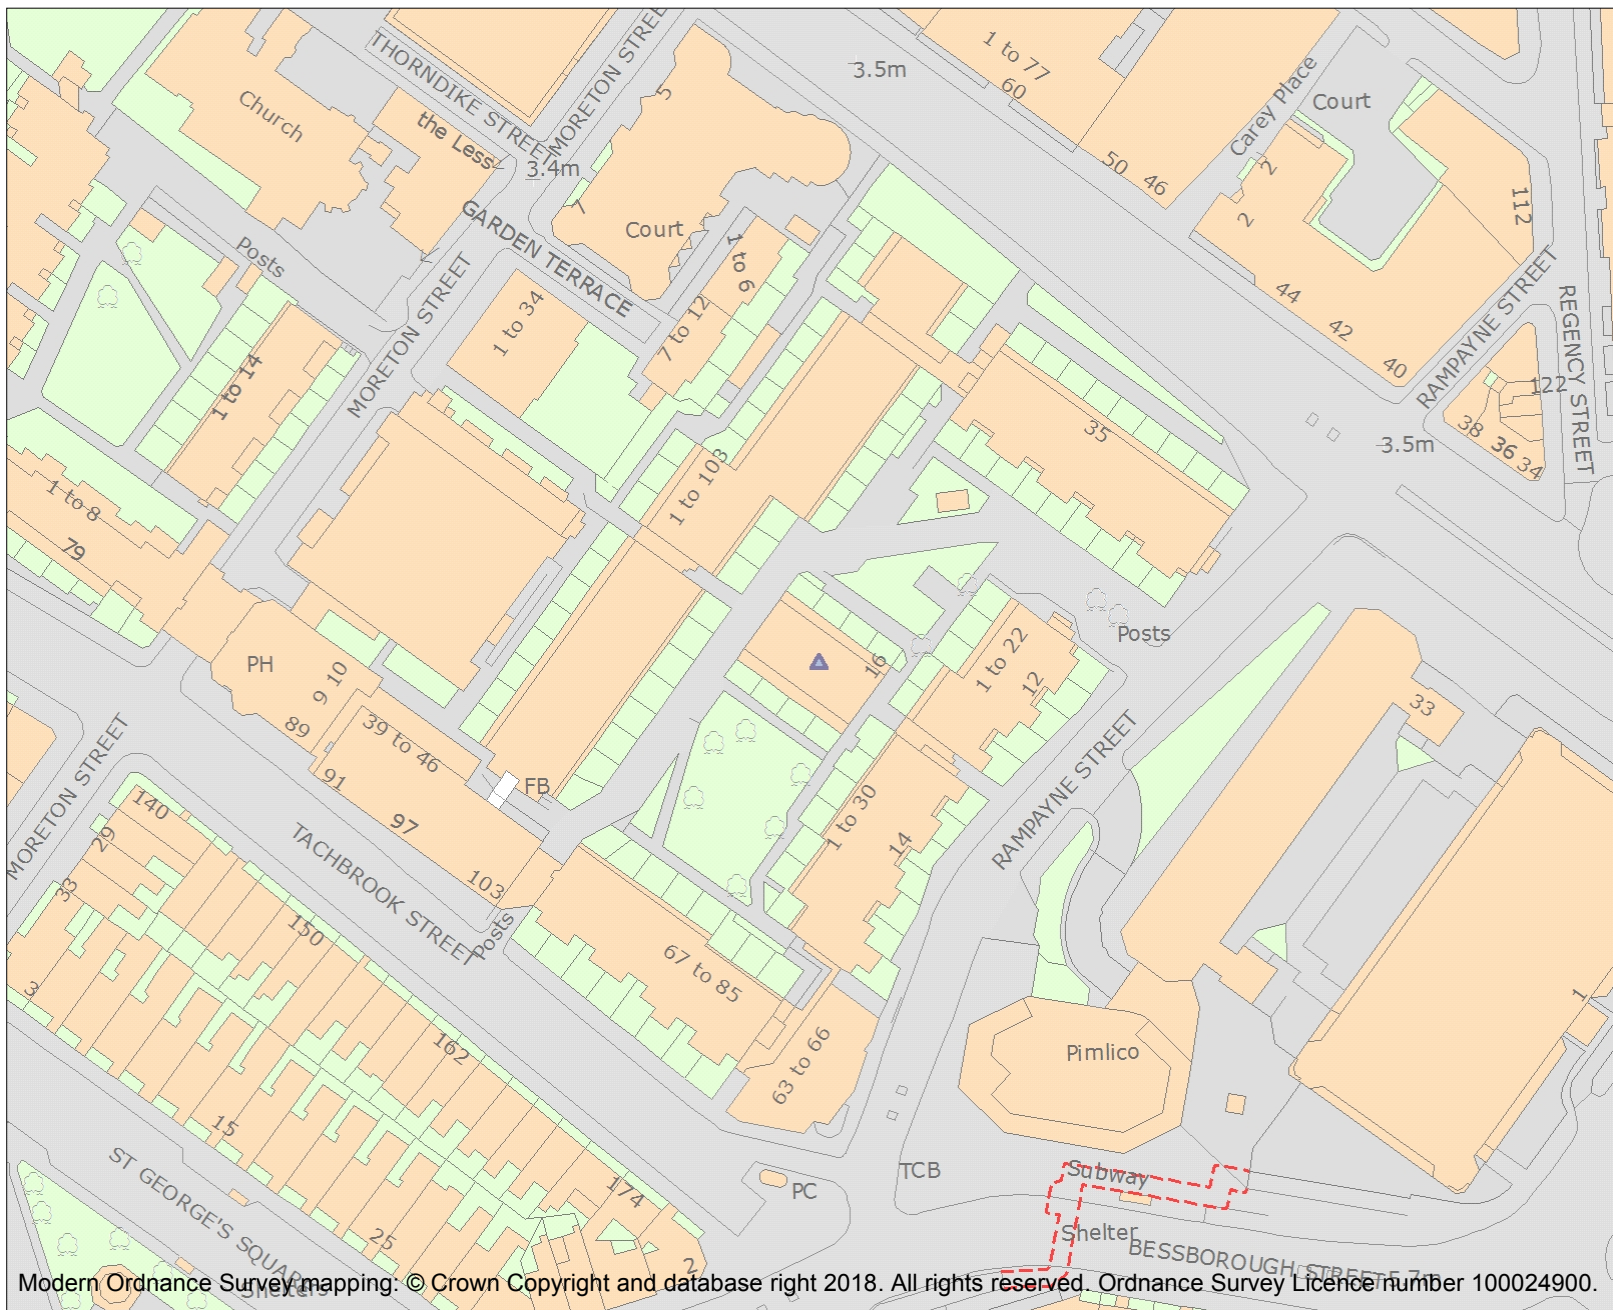 THORNDIKE STREET
MORETON STREE
5
3.5m
1 to 77
60
Carey Place
Court
Church
the Less
3.4m
50
46
2
2
112
7
GARDEN TERRACE
Court
1 to 6
Posts
44
42
40
RAMPAYNE STREET
REGENCY STREET
MORETON STREET
1 to 34
7 to 12
1 to 14
122
38
36
34
35
3.5m
1 to 8
79
1 to 103
Posts
PH
9
10
89
16
1 to 22
12
33
39 to 46
91
97
103
FB
MORETON STREET
140
29
33
TACHBROOK STREET
Posts
1 to 30
14
RAMPAYNE STREET
150
3
67 to 85
1
162
63 to 66
Pimlico
15
ST GEORGE'S SQUARE
TCB
Subway
PC
174
25
Shelter
BESSBOROUGH STREET
5.7m
2
Shelters
Modern Ordnance Survey mapping: © Crown Copyright and database right 2018. All rights reserved. Ordnance Survey Licence number 100024900.